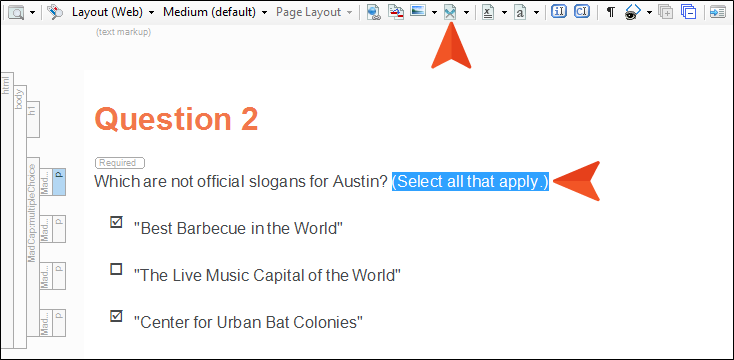 Layout (Web) Medium (default) Page Layout
(text markup)
html
body
h1
Question 2
Required
Which are not official slogans for Austin? (Select all that apply.)
MadCap:multipleChoice
Mad... p
"Best Barbecue in the World"
Mad... p
"The Live Music Capital of the World"
Mad... p
"Center for Urban Bat Colonies"
Mad... p